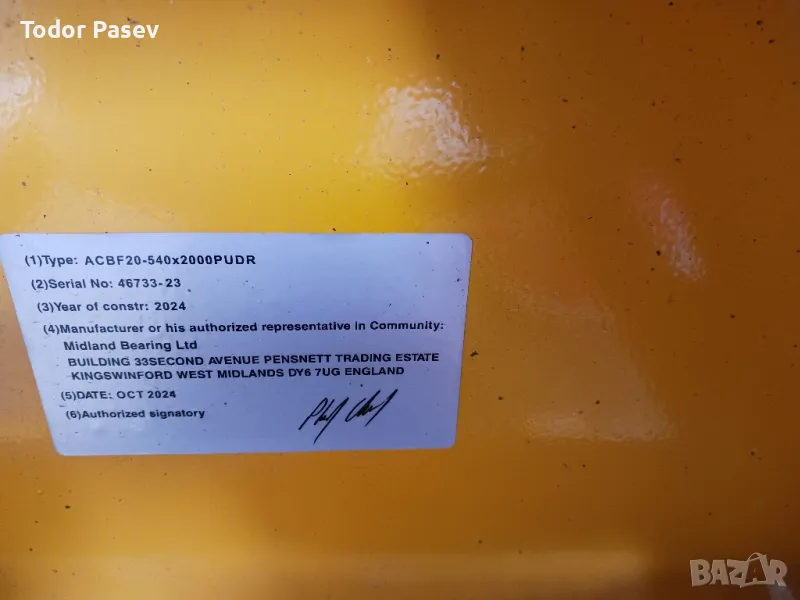 Todor Pasev
(1)Type: ACBF20-540x2000PUDR
(2)Serial No: 46733-23
(3)Year of constr: 2024
(4)Manufacturer or his authorized representative in Community:
Midland Bearing Ltd
BUILDING 33SECOND AVENUE PENSNETT TRADING ESTATE
KINGSWINFORD WEST MIDLANDS DY6 7UG ENGLAND
(5)DATE: OCT 2024
(6)Authorized signatory
BAZAR